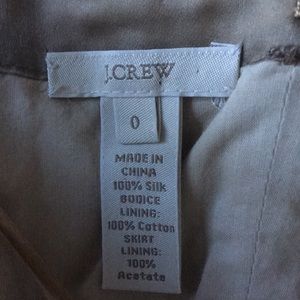 J.CREW
0
MADE IN
CHINA
100% Silk
BODICE
LINING:
100% Cotton
SKIRT
LINING:
100%
Acetate